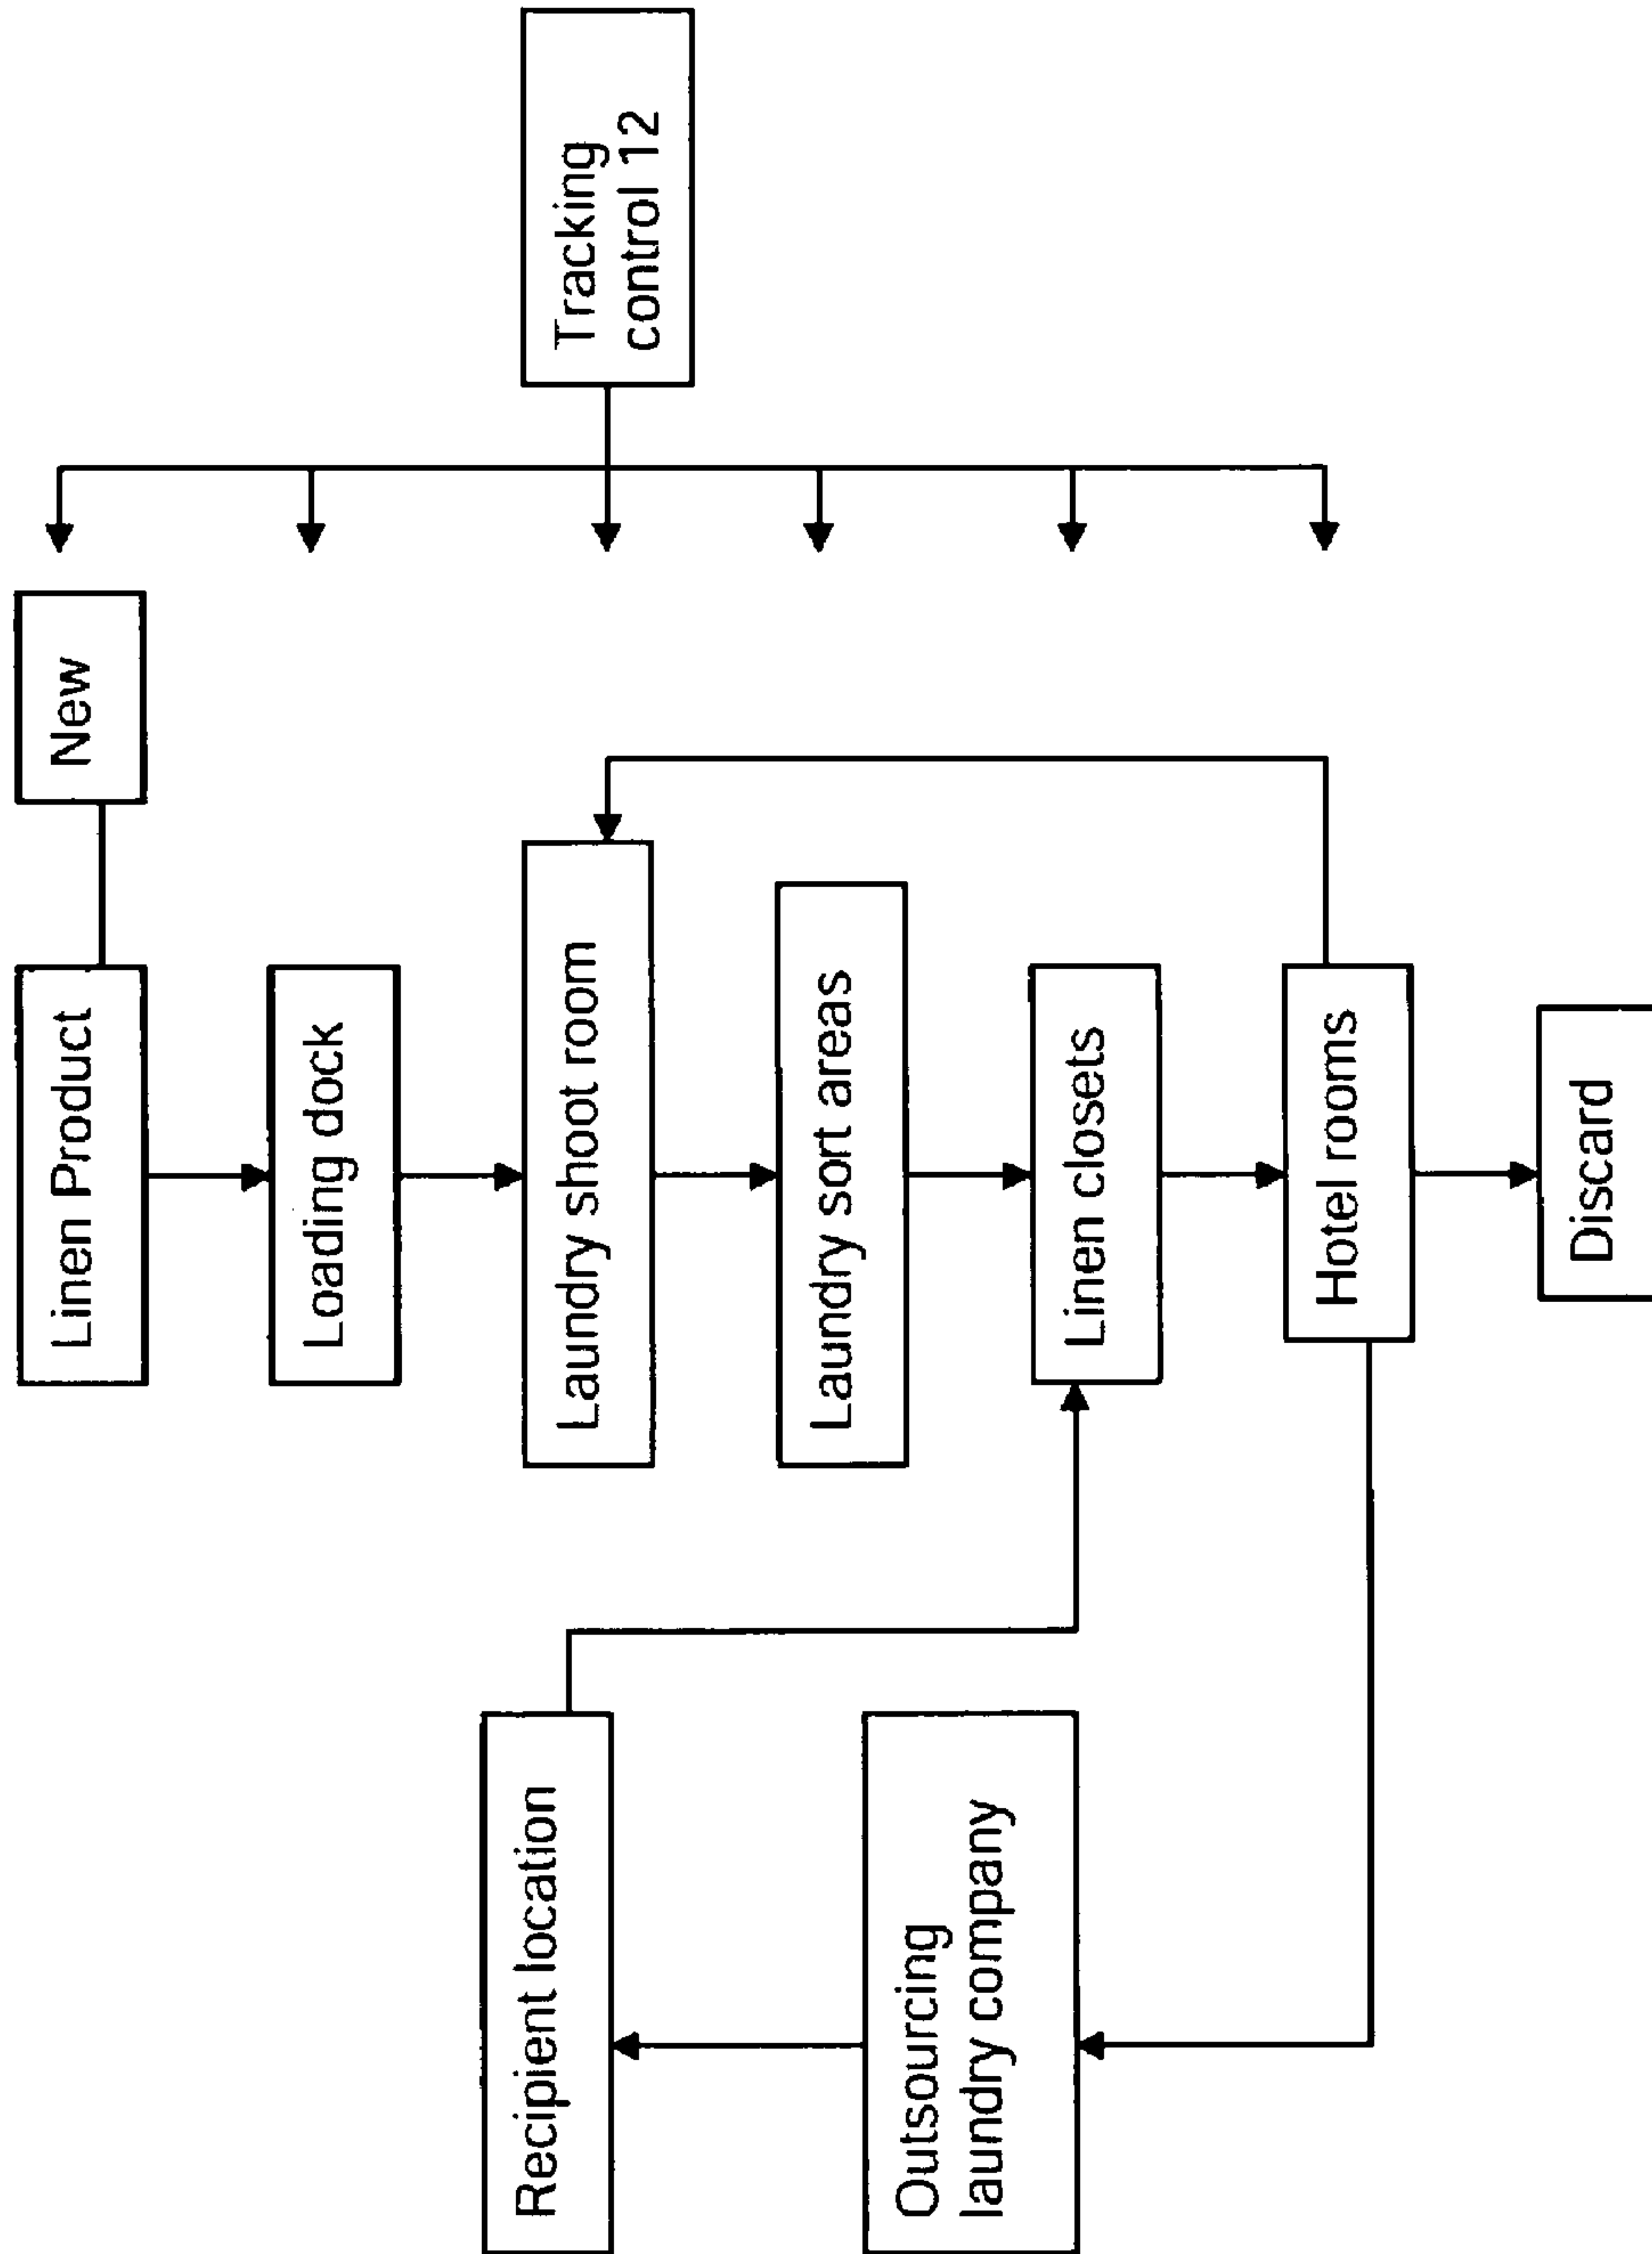 New
Linen Product
Loading dock
Tracking
control 12
Laundry shoot room
Laundry sort areas
Linen closets
Hotel rooms
Discard
Recipient location
Outsourcing
laundry company